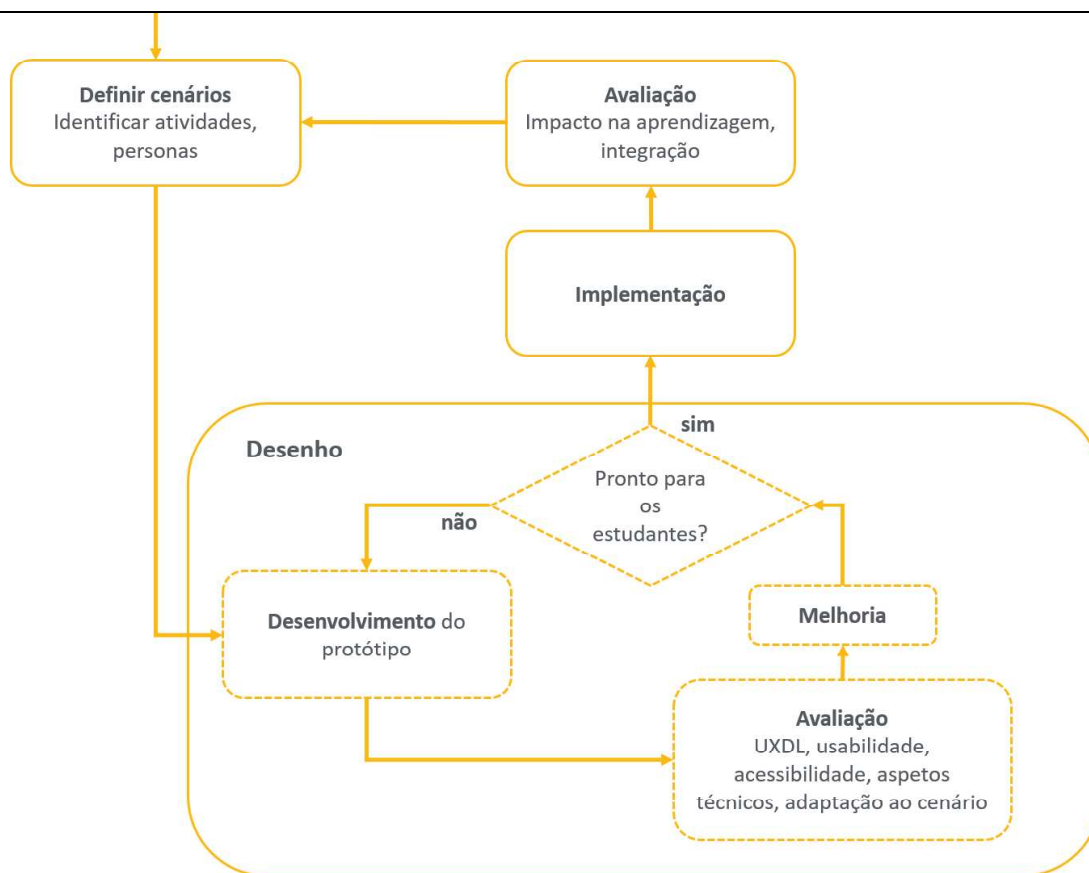 Definir cenários
Identificar atividades,
personas
Avaliação
Impacto na aprendizagem,
integração
Implementação
sim
Desenho
Pronto para
os
estudantes?
não
Desenvolvimento do
protótipo
Melhoria
Avaliação
UXDL, usabilidade,
acessibilidade, aspetos
técnicos, adaptação ao cenário